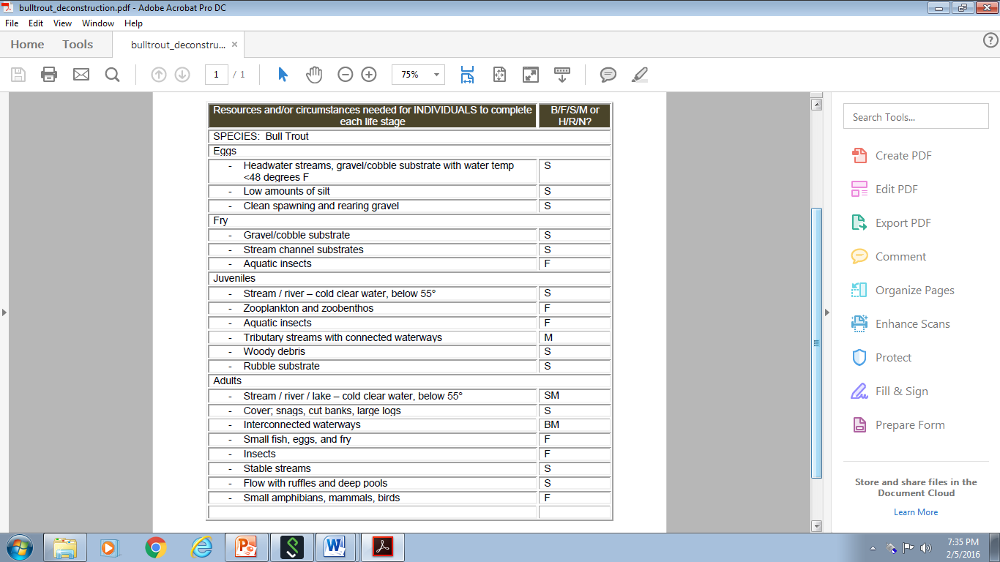 bulltrout_deconstruction.pdf - Adobe Acrobat Pro DC
File Edit View Window Help
Home Tools bulltrout_deconstru... ×
1 / 1 75%
Resources and/or circumstances needed for INDIVIDUALS to complete
each life stage
B/F/S/M or
H/R/N?
SPECIES: Bull Trout
Eggs
- Headwater streams, gravel/cobble substrate with water temp
<48 degrees F
S
- Low amounts of silt S
- Clean spawning and rearing gravel S
Fry
- Gravel/cobble substrate S
- Stream channel substrates S
- Aquatic insects F
Juveniles
- Stream / river – cold clear water, below 55° S
- Zooplankton and zoobenthos F
- Aquatic insects F
- Tributary streams with connected waterways M
- Woody debris S
- Rubble substrate S
Adults
- Stream / river / lake – cold clear water, below 55° SM
- Cover; snags, cut banks, large logs S
- Interconnected waterways BM
- Small fish, eggs, and fry F
- Insects F
- Stable streams S
- Flow with ruffles and deep pools S
- Small amphibians, mammals, birds F
Search Tools...
Create PDF
Edit PDF
Export PDF
Comment
Organize Pages
Enhance Scans
Protect
Fill & Sign
Prepare Form
Store and share files in the
Document Cloud
Learn More
7:35 PM
2/5/2016